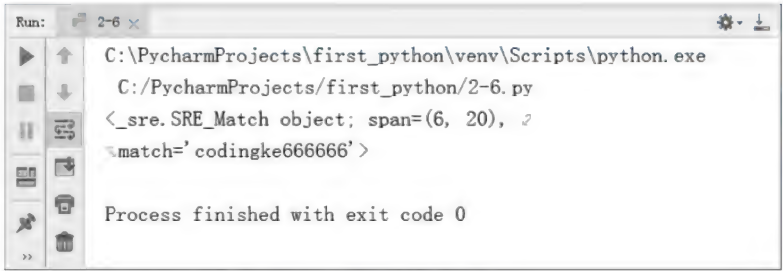 Run: 2-6
C:\PycharmProjects\first_python\venv\Scripts\python.exe
C:/PycharmProjects/first_python/2-6.py
<_sre.SRE_Match object; span=(6, 20),
match='codingke666666'>
Process finished with exit code 0